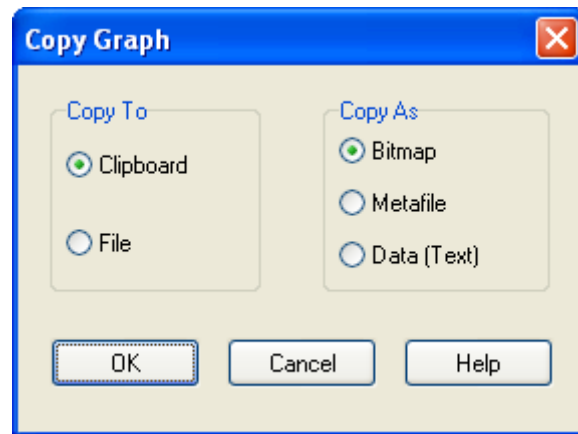 Copy Graph
Copy To
Clipboard
File
Copy As
Bitmap
Metafile
Data (Text)
OK
Cancel
Help